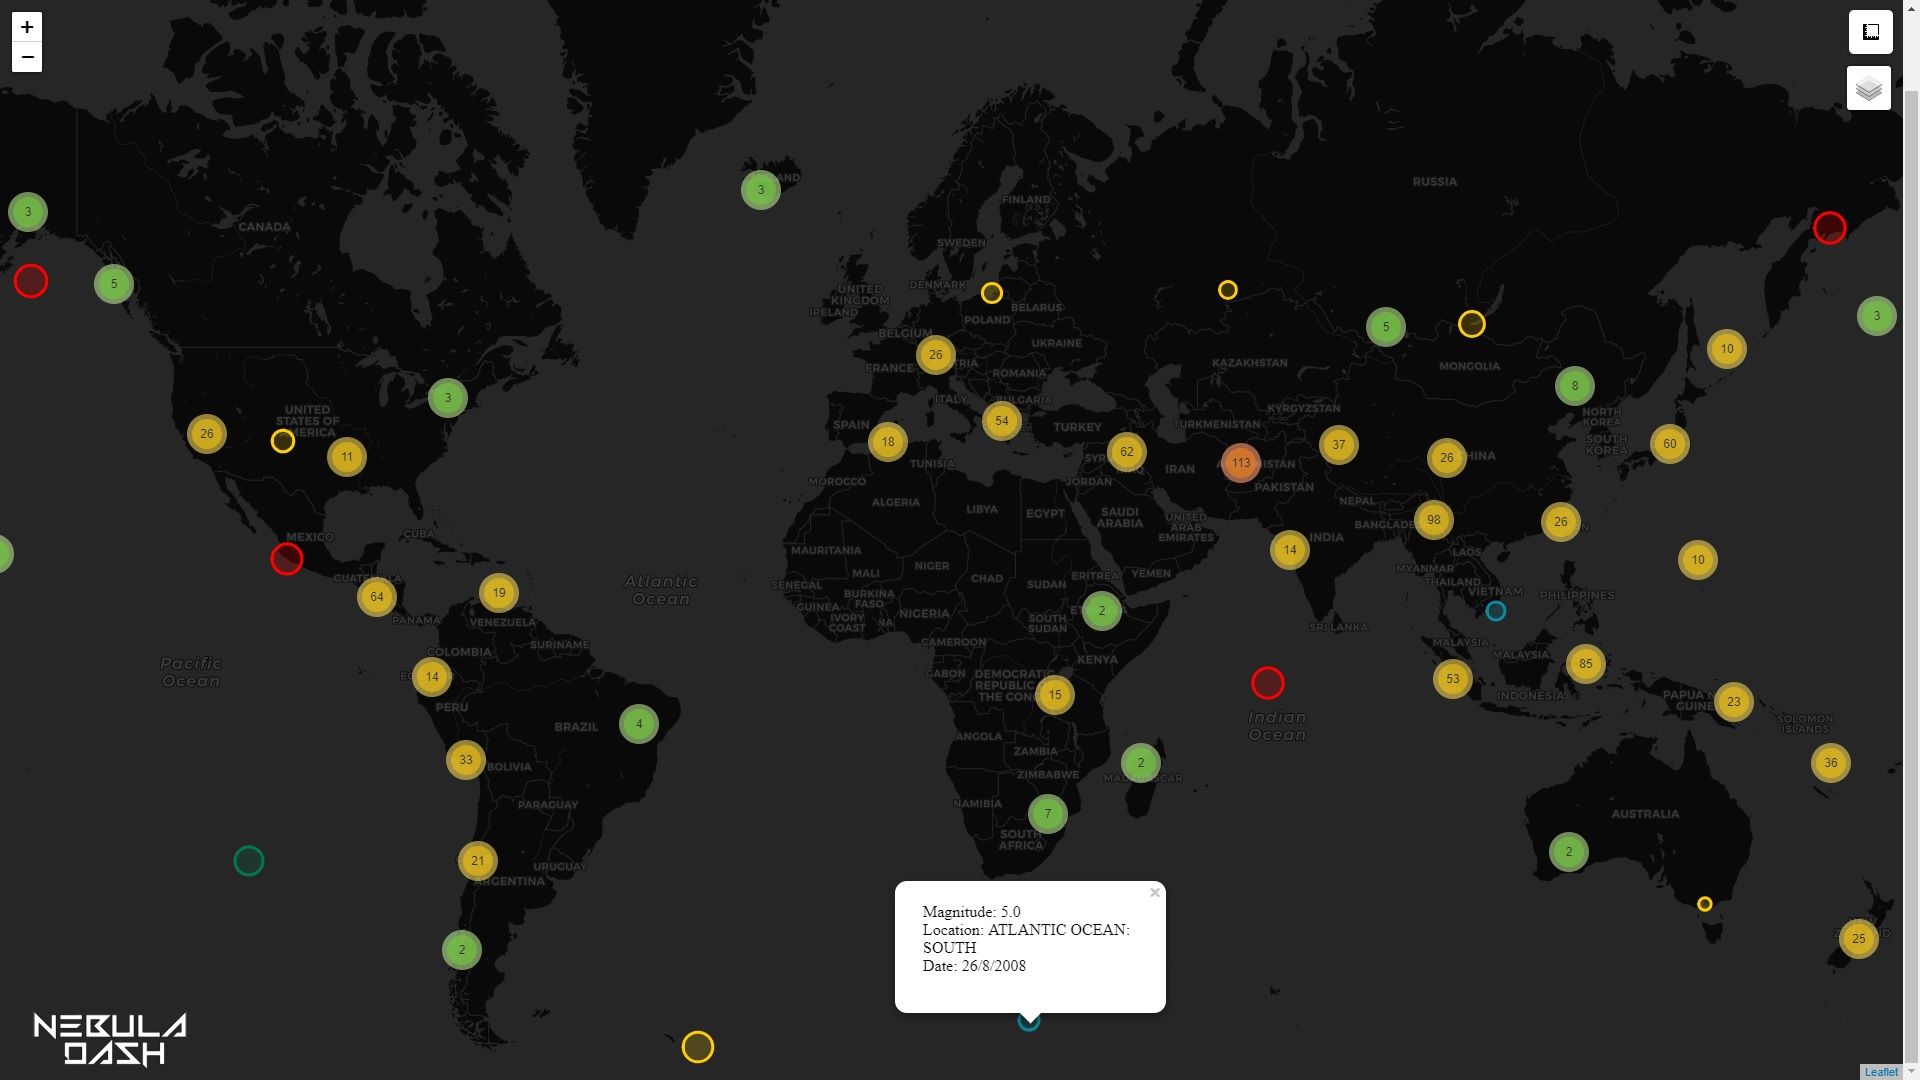 +
−
ICELAND
RUSSIA
FINLAND
3
3
CANADA
SWEDEN
5
UNITED
KINGDOM
IRELAND
DENMARK
BELARUS
POLAND
3
5
BELGIUM
UKRAINE
10
26
FRANCE
KAZAKHSTAN
MONGOLIA
ROMANIA
8
3
ITALY
BULGARIA
UNITED
STATES OF
AMERICA
KYRGYZSTAN
NORTH
KOREA
SPAIN
54
TURKEY
TURKMENISTAN
26
18
37
SOUTH
KOREA
60
11
TUNISIA
62
IRAN
113
26
CHINA
MOROCCO
JORDAN
PAKISTAN
ALGERIA
LIBYA
EGYPT
SAUDI
ARABIA
NEPAL
UNITED
ARAB
EMIRATES
98
26
MEXICO
CUBA
INDIA
14
MAURITANIA
LAOS
10
MALI
NIGER
CHAD
MYANMAR
GUATEMALA
SENEGAL
SUDAN
ERITREA
YEMEN
THAILAND
Atlantic
Ocean
64
19
BURKINA
FASO
VIETNAM
PHILIPPINES
GUINEA
IVORY
COAST
NA
NIGERIA
2
PANAMA
VENEZUELA
SOUTH
SUDAN
SRI LANKA
SURINAME
CAMEROON
MALAYSIA
COLOMBIA
KENYA
MALAYSIA
85
Pacific
Ocean
14
GABON
DEMOCRATIC
REPUBLIC
THE CONGO
15
53
INDONESIA
23
PERU
BRAZIL
4
Indian
Ocean
SOLOMON
ISLANDS
ANGOLA
ZAMBIA
33
BOLIVIA
ZIMBABWE
2
MADAGASCAR
36
PARAGUAY
NAMIBIA
7
AUSTRALIA
SOUTH
AFRICA
2
21
URUGUAY
ARGENTINA
×
Magnitude: 5.0
Location: ATLANTIC OCEAN:
SOUTH
Date: 26/8/2008
2
25
NEBULA
DASH
Leaflet